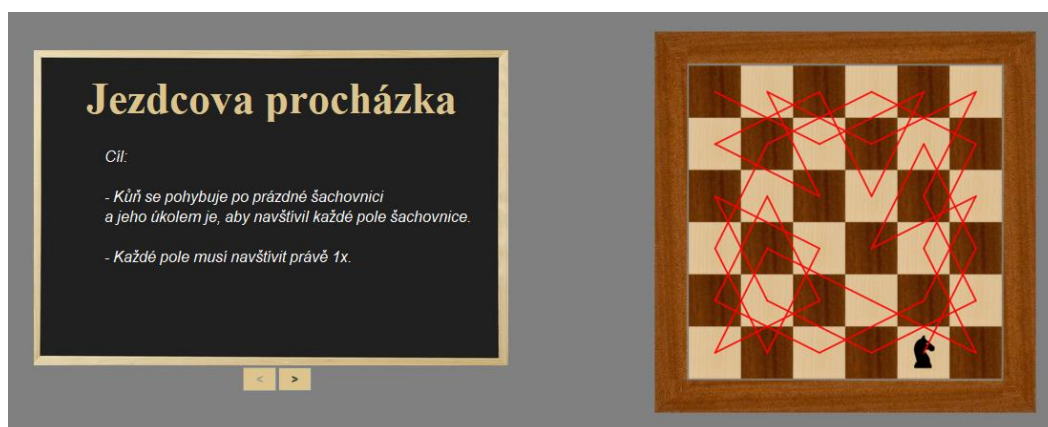 Jezdcova procházka
Cíl:
- Kůň se pohybuje po prázdné šachovnici
a jeho úkolem je, aby navštívil každé pole šachovnice.
- Každé pole musí navštívit právě 1x.
< >